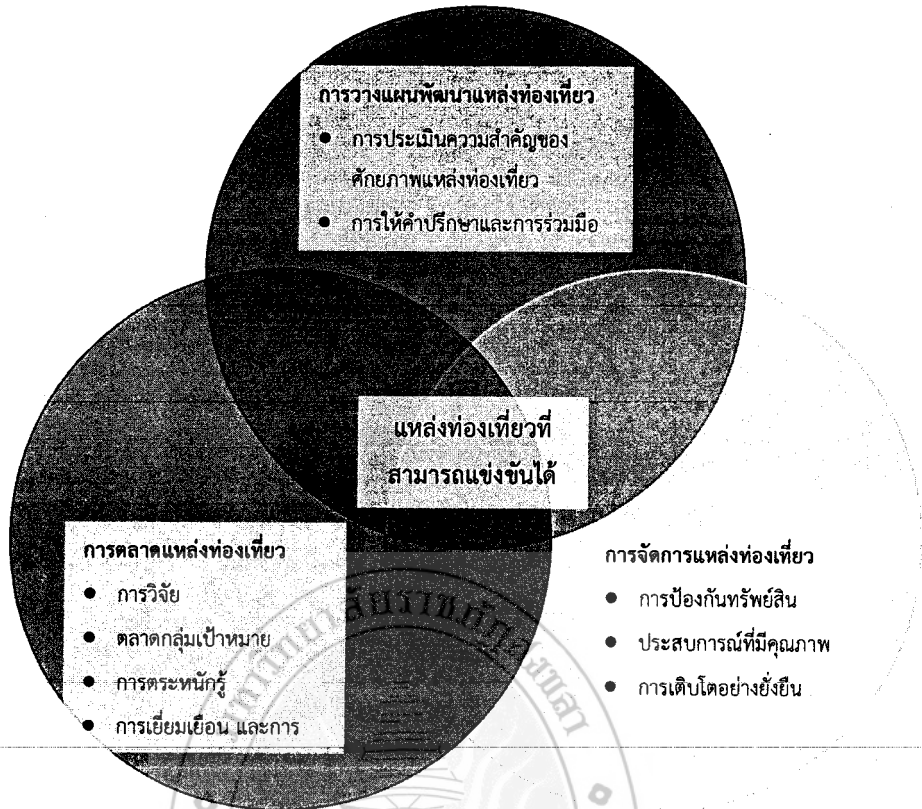 การวางแผนพัฒนาแหล่งท่องเที่ยว
● การประเมินความสำคัญของ
ศักยภาพแหล่งท่องเที่ยว
● การให้คำปรึกษาและการร่วมมือ
แหล่งท่องเที่ยวที่
สามารถแข่งขันได้
การตลาดแหล่งท่องเที่ยว
● การวิจัย
● ตลาดกลุ่มเป้าหมาย
● การตระหนักรู้
● การเยี่ยมเยือน และการ
การจัดการแหล่งท่องเที่ยว
● การป้องกันทรัพย์สิน
● ประสบการณ์ที่มีคุณภาพ
● การเติบโตอย่างยั่งยืน